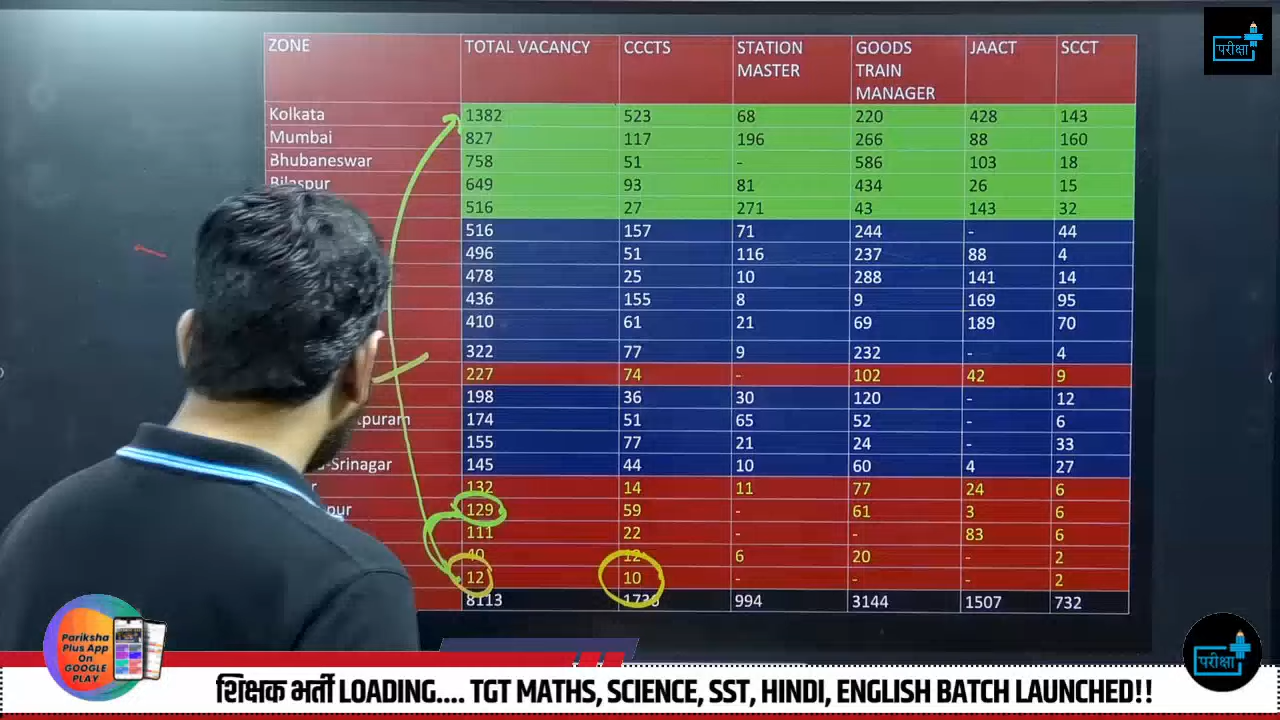 परीक्षा
ZONE TOTAL VACANCY CCCTS STATION MASTER GOODS TRAIN MANAGER JAACT SCCT
Kolkata 1382 523 68 220 428 143
Mumbai 827 117 196 266 88 160
Bhubaneswar 758 51 - 586 103 18
Bilaspur 649 93 81 434 26 15
516 27 271 43 143 32
516 157 71 244 - 44
496 51 116 237 88 4
478 25 10 288 141 14
436 155 8 9 169 95
410 61 21 69 189 70
322 77 9 232 - 4
227 74 - 102 42 9
198 36 30 120 - 12
puram 174 51 65 52 - 6
155 77 21 24 - 33
-Srinagar 145 44 10 60 4 27
r 132 14 11 77 24 6
pur 129 59 - 61 3 6
111 22 - - 83 6
40 12 6 20 - 2
12 10 - - - 2
8113 1736 994 3144 1507 732
Pariksha
Plus App
On
GOOGLE
PLAY
शिक्षक भर्ती LOADING.... TGT MATHS, SCIENCE, SST, HINDI, ENGLISH BATCH LAUNCHED!!
परीक्षा